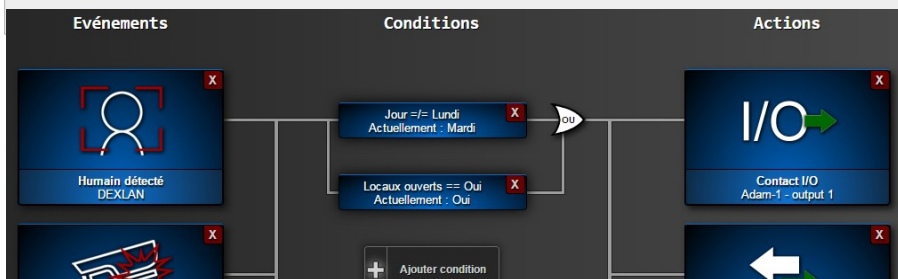 Evénements
Conditions
Actions
X
X
X
Jour =/= Lundi
Actuellement : Mardi
OU
I/O
Humain détecté
DEXLAN
Locaux ouverts == Oui
Actuellement : Oui
X
Contact I/O
Adam-1 - output 1
X
X
+ Ajouter condition